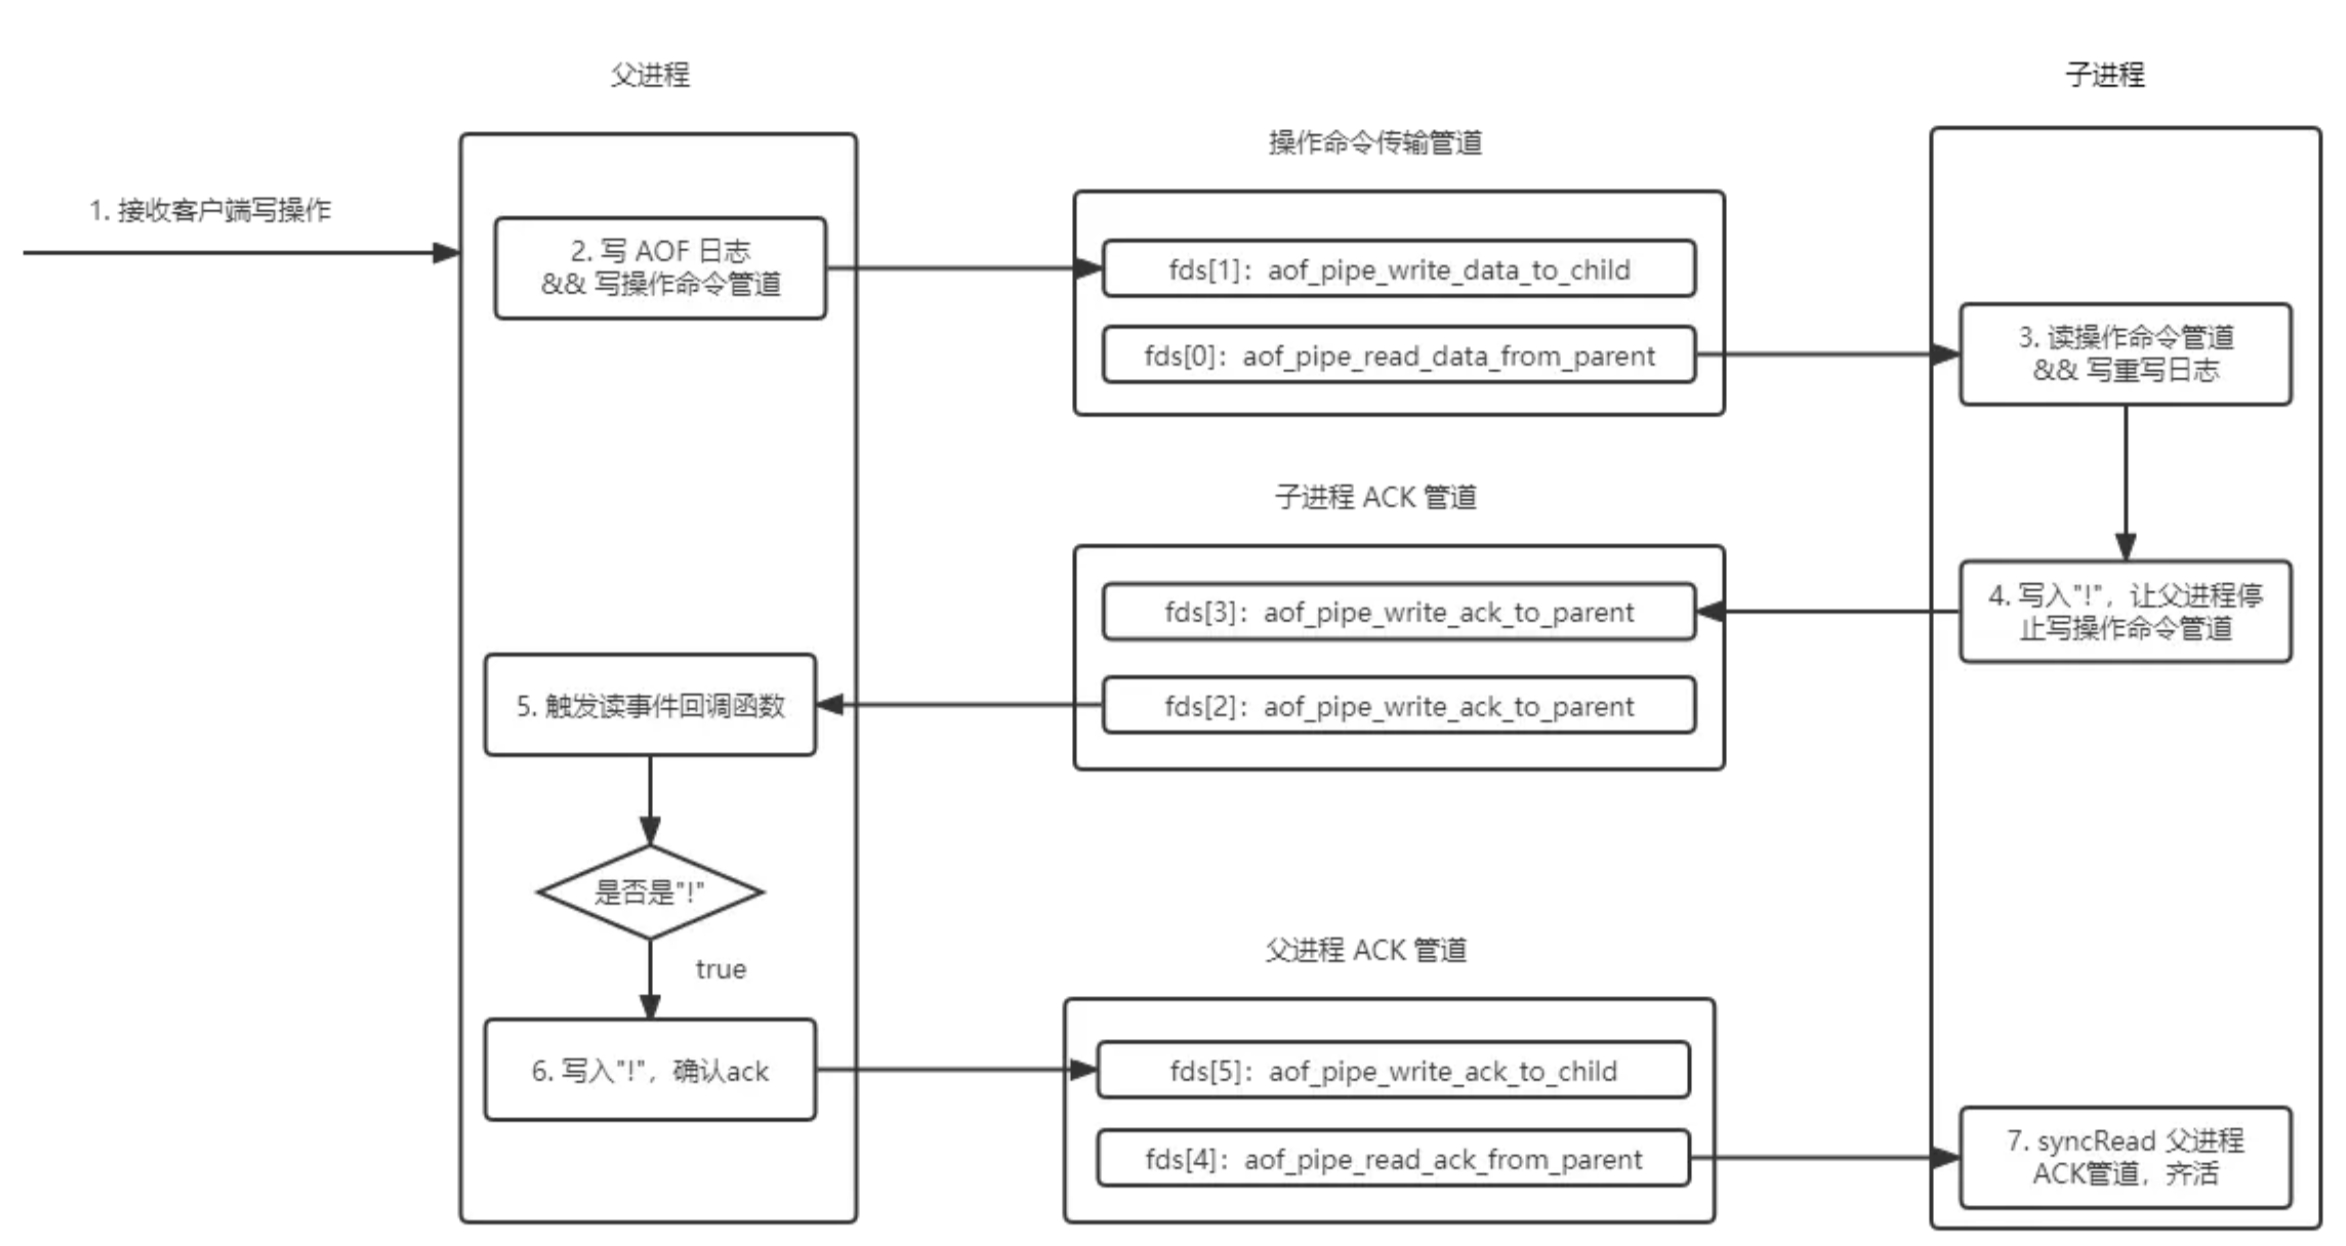 父进程
子进程
操作命令传输管道
1. 接收客户端写操作
2. 写 AOF 日志
&& 写操作命令管道
fds[1]：aof_pipe_write_data_to_child
fds[0]：aof_pipe_read_data_from_parent
3. 读操作命令管道
&& 写重写日志
子进程 ACK 管道
4. 写入"!"，让父进程停
止写操作命令管道
fds[3]：aof_pipe_write_ack_to_parent
fds[2]：aof_pipe_write_ack_to_parent
5. 触发读事件回调函数
是否是"!"
true
父进程 ACK 管道
6. 写入"!"，确认ack
fds[5]：aof_pipe_write_ack_to_child
fds[4]：aof_pipe_read_ack_from_parent
7. syncRead 父进程
ACK管道，齐活